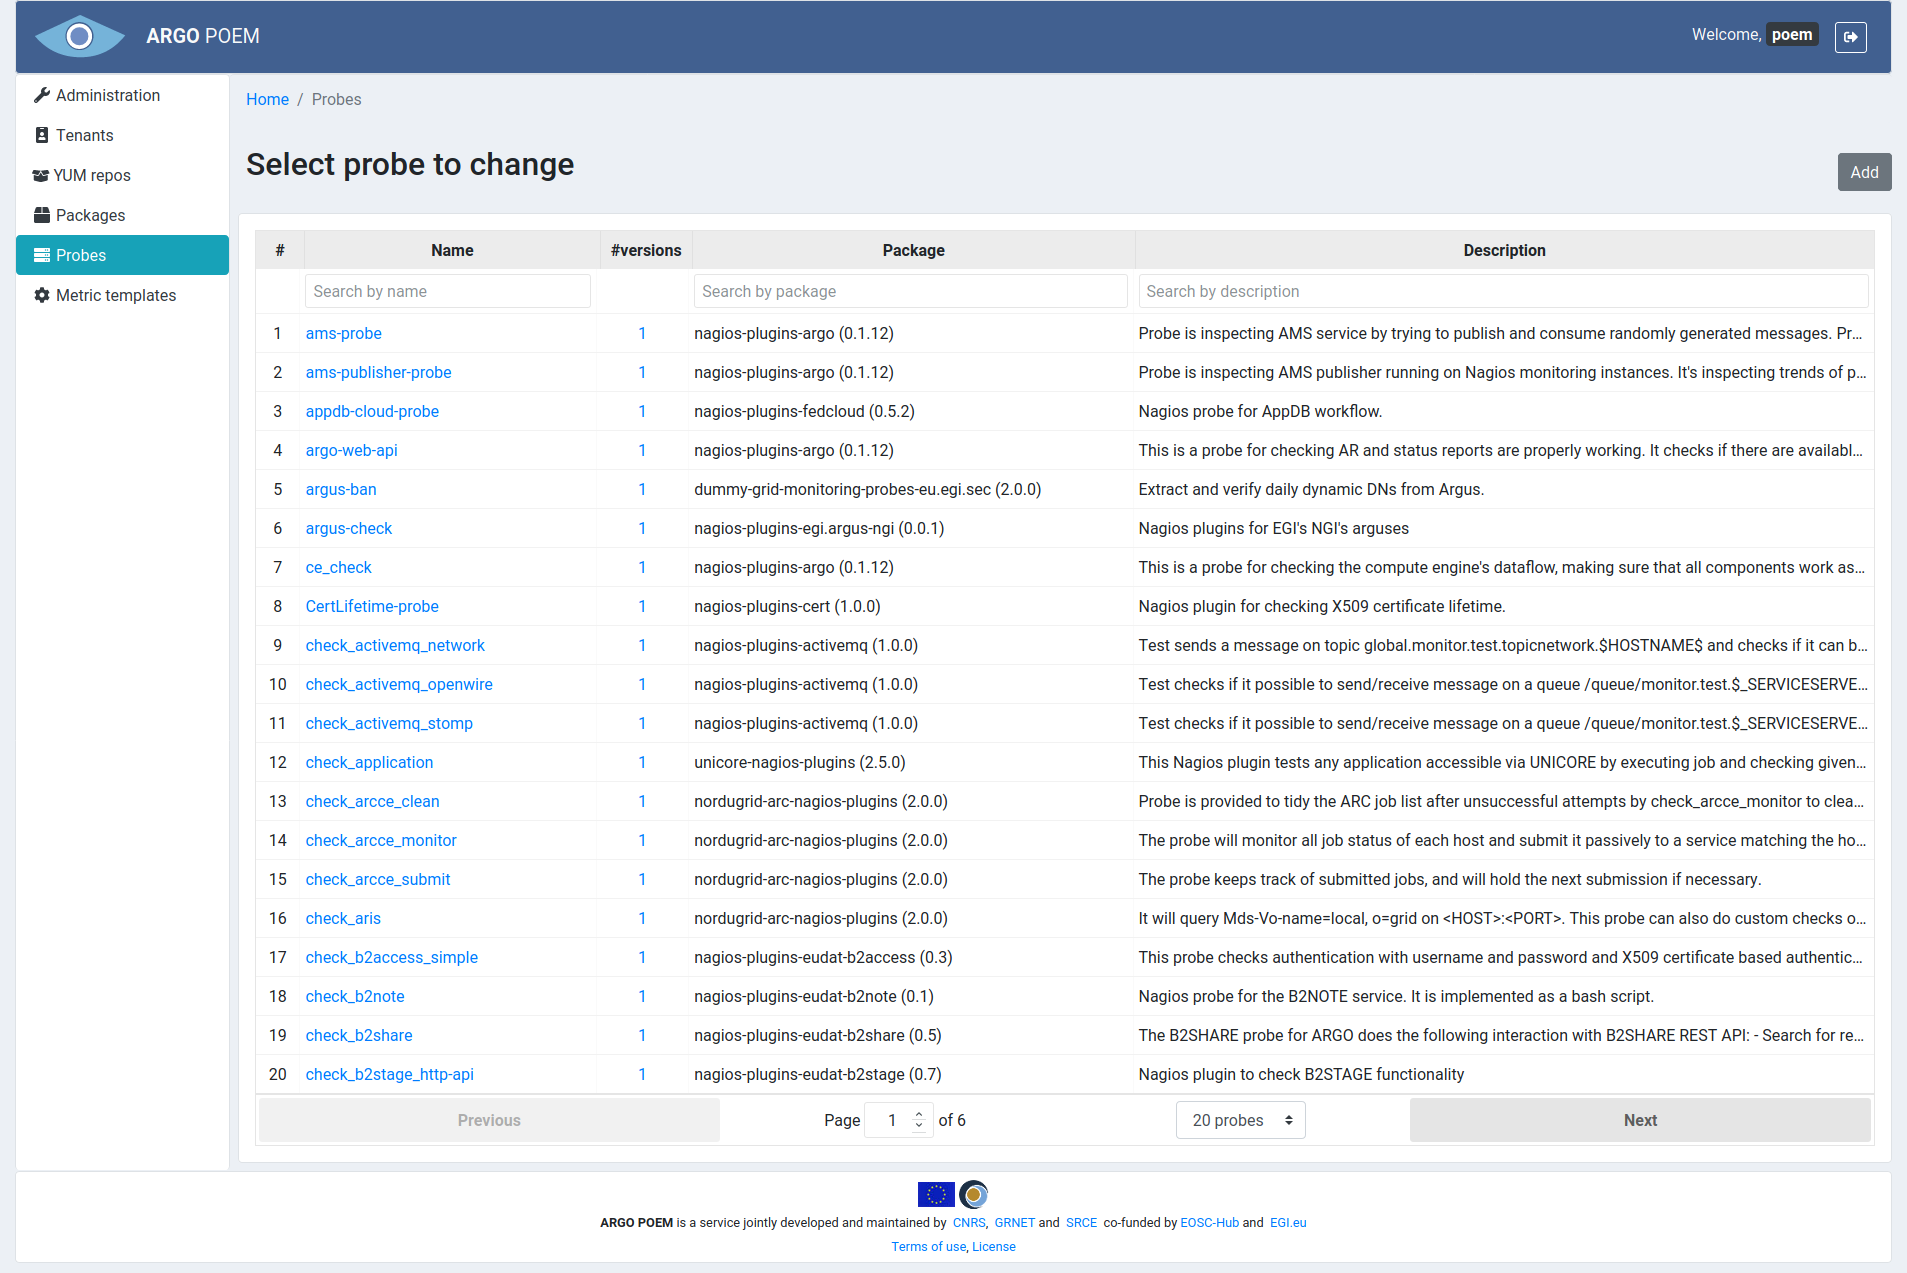 ARGO POEM
Welcome, poem
Administration
Tenants
YUM repos
Packages
Probes
Metric templates
Home / Probes
Select probe to change
Add
# Name #versions Package Description
Search by name Search by package Search by description
1 ams-probe 1 nagios-plugins-argo (0.1.12) Probe is inspecting AMS service by trying to publish and consume randomly generated messages. Pr...
2 ams-publisher-probe 1 nagios-plugins-argo (0.1.12) Probe is inspecting AMS publisher running on Nagios monitoring instances. It's inspecting trends of p...
3 appdb-cloud-probe 1 nagios-plugins-fedcloud (0.5.2) Nagios probe for AppDB workflow.
4 argo-web-api 1 nagios-plugins-argo (0.1.12) This is a probe for checking AR and status reports are properly working. It checks if there are availabl...
5 argus-ban 1 dummy-grid-monitoring-probes-eu.egi.sec (2.0.0) Extract and verify daily dynamic DNs from Argus.
6 argus-check 1 nagios-plugins-egi.argus-ngi (0.0.1) Nagios plugins for EGI's NGI's arguses
7 ce_check 1 nagios-plugins-argo (0.1.12) This is a probe for checking the compute engine's dataflow, making sure that all components work as...
8 CertLifetime-probe 1 nagios-plugins-cert (1.0.0) Nagios plugin for checking X509 certificate lifetime.
9 check_activemq_network 1 nagios-plugins-activemq (1.0.0) Test sends a message on topic global.monitor.test.topicnetwork.$HOSTNAME$ and checks if it can b...
10 check_activemq_openwire 1 nagios-plugins-activemq (1.0.0) Test checks if it possible to send/receive message on a queue /queue/monitor.test.$_SERVICESERVE...
11 check_activemq_stomp 1 nagios-plugins-activemq (1.0.0) Test checks if it possible to send/receive message on a queue /queue/monitor.test.$_SERVICESERVE...
12 check_application 1 unicore-nagios-plugins (2.5.0) This Nagios plugin tests any application accessible via UNICORE by executing job and checking given...
13 check_arcce_clean 1 nordugrid-arc-nagios-plugins (2.0.0) Probe is provided to tidy the ARC job list after unsuccessful attempts by check_arcce_monitor to clea...
14 check_arcce_monitor 1 nordugrid-arc-nagios-plugins (2.0.0) The probe will monitor all job status of each host and submit it passively to a service matching the ho...
15 check_arcce_submit 1 nordugrid-arc-nagios-plugins (2.0.0) The probe keeps track of submitted jobs, and will hold the next submission if necessary.
16 check_aris 1 nordugrid-arc-nagios-plugins (2.0.0) It will query Mds-Vo-name=local, o=grid on <HOST>:<PORT>. This probe can also do custom checks o...
17 check_b2access_simple 1 nagios-plugins-eudat-b2access (0.3) This probe checks authentication with username and password and X509 certificate based authentic...
18 check_b2note 1 nagios-plugins-eudat-b2note (0.1) Nagios probe for the B2NOTE service. It is implemented as a bash script.
19 check_b2share 1 nagios-plugins-eudat-b2share (0.5) The B2SHARE probe for ARGO does the following interaction with B2SHARE REST API: - Search for re...
20 check_b2stage_http-api 1 nagios-plugins-eudat-b2stage (0.7) Nagios plugin to check B2STAGE functionality
Previous Page 1 of 6 20 probes Next
ARGO POEM is a service jointly developed and maintained by CNRS, GRNET and SRCE co-funded by EOSC-Hub and EGI.eu
Terms of use, License